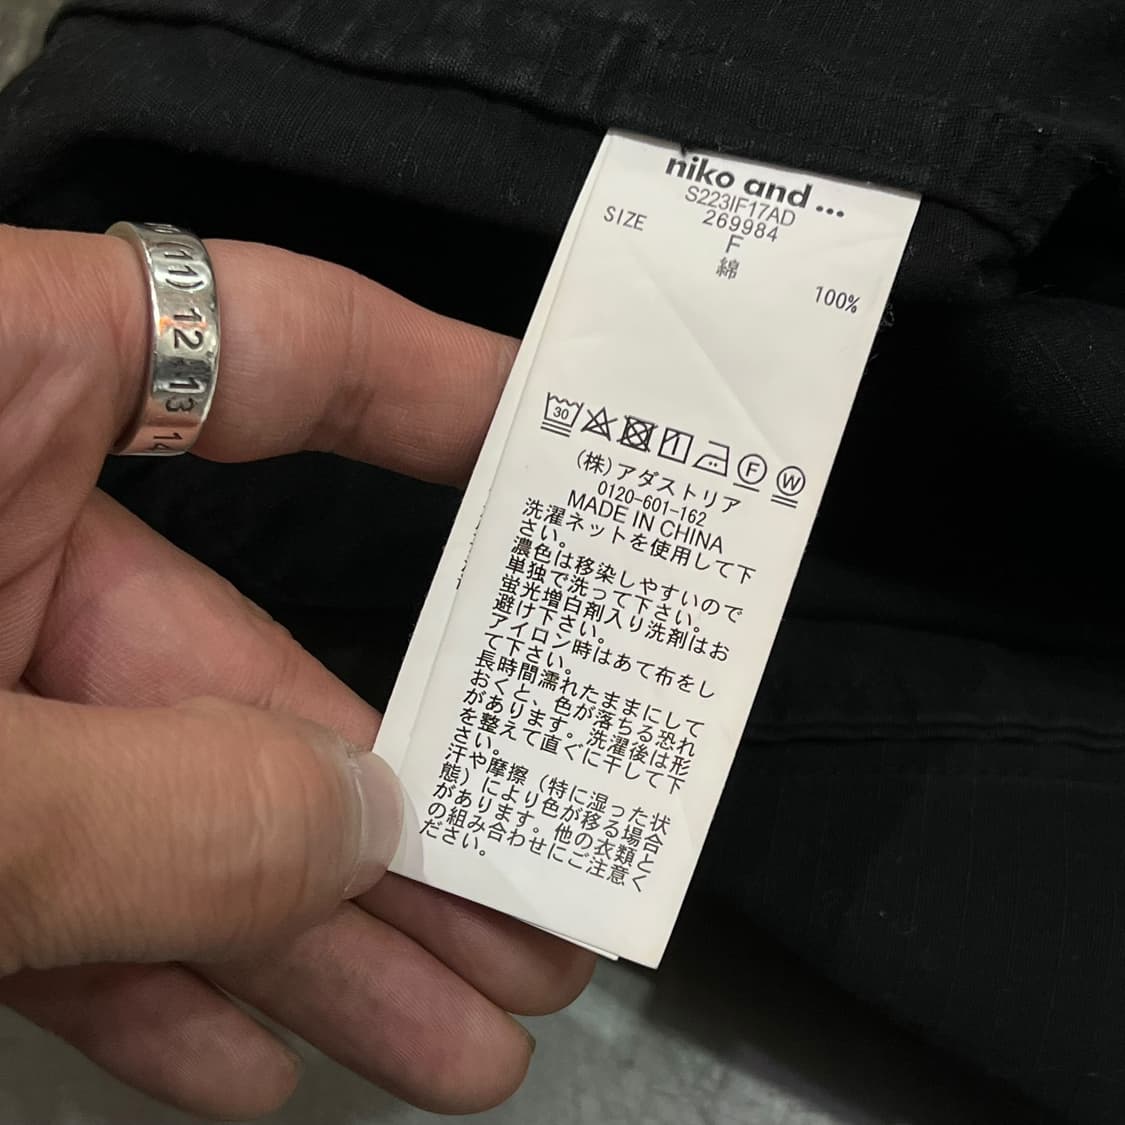 niko and ...
S223IF17AD
269984
SIZE F
綿 100%
30
F W
(株)アダストリア
0120-601-162
MADE IN CHINA
洗濯ネットを使用して下
さい。
濃色は移染しやすいので
単独で洗って下さい。
蛍光増白剤入り洗剤はお
避け下さい。
アイロン時はあて布をし
て下さい。
長時間濡れたままにして
おくと、色が落ちる恐れ
があります。洗濯後は形
を整えて直ぐに干して下
さい。
汗や摩擦(特に湿った状
態)により色が移る場合
があります。他の衣類と
の組み合わせにご注意く
ださい。
(11) 12 13